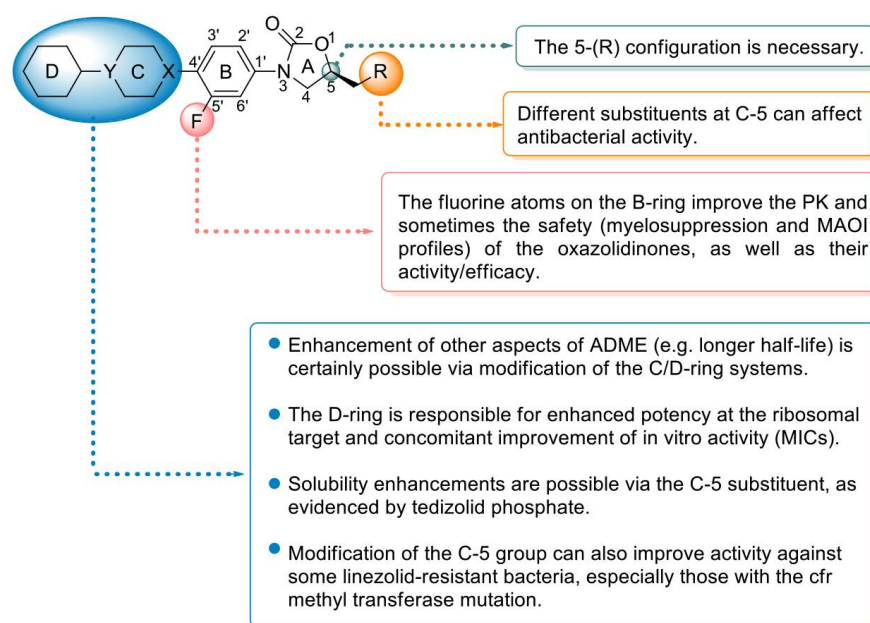 O
2
O
1
3'
2'
D
Y
C
X
4'
B
1'
N
3
A
5
4
R
5'
6'
F
The 5-(R) configuration is necessary.
Different substituents at C-5 can affect
antibacterial activity.
The fluorine atoms on the B-ring improve the PK and
sometimes the safety (myelosuppression and MAOI
profiles) of the oxazolidinones, as well as their
activity/efficacy.
Enhancement of other aspects of ADME (e.g. longer half-life) is
certainly possible via modification of the C/D-ring systems.
The D-ring is responsible for enhanced potency at the ribosomal
target and concomitant improvement of in vitro activity (MICs).
Solubility enhancements are possible via the C-5 substituent, as
evidenced by tedizolid phosphate.
Modification of the C-5 group can also improve activity against
some linezolid-resistant bacteria, especially those with the cfr
methyl transferase mutation.